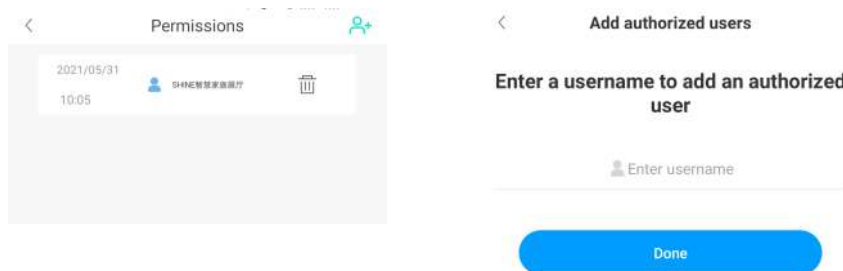 Permissions
2021/05/31
SHINE智慧家庭展厅
10:05
Add authorized users
Enter a username to add an authorized
user
Enter username
Done